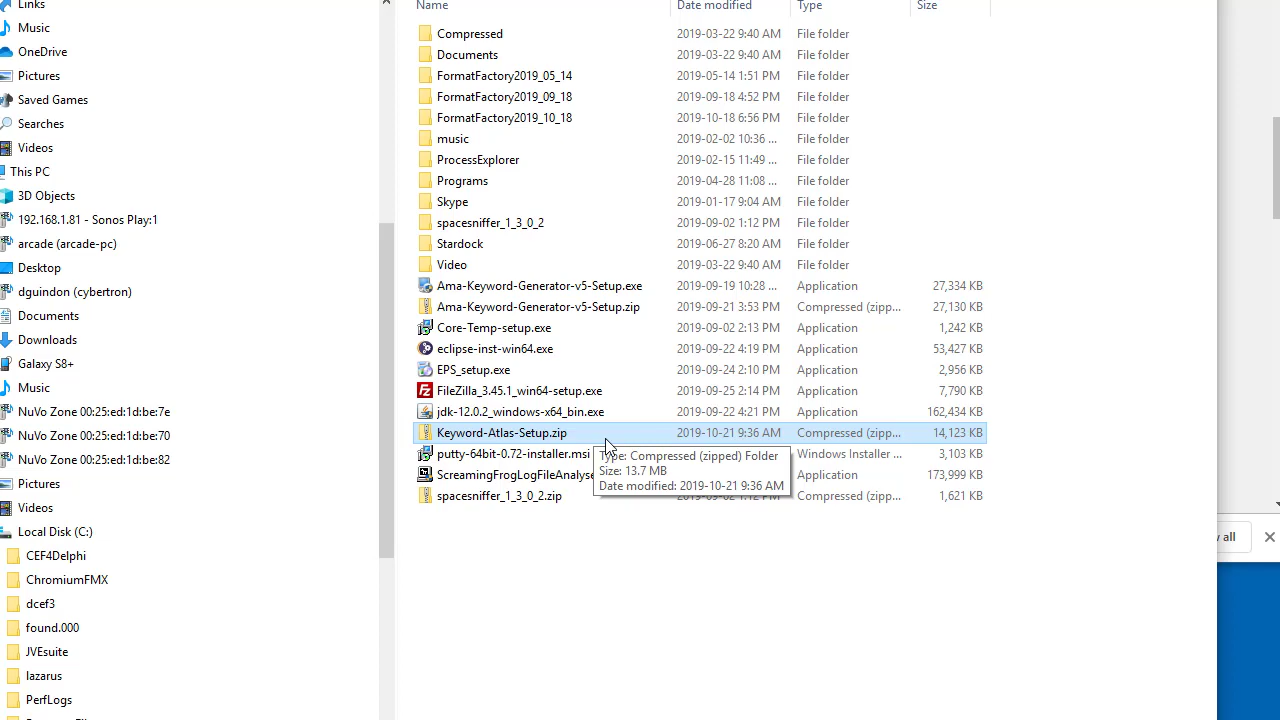 Links
Music
OneDrive
Pictures
Saved Games
Searches
Videos
This PC
3D Objects
192.168.1.81 - Sonos Play:1
arcade (arcade-pc)
Desktop
dguindon (cybertron)
Documents
Downloads
Galaxy S8+
Music
NuVo Zone 00:25:ed:1d:be:7e
NuVo Zone 00:25:ed:1d:be:70
NuVo Zone 00:25:ed:1d:be:82
Pictures
Videos
Local Disk (C:)
CEF4Delphi
ChromiumFMX
dcef3
found.000
JVEsuite
lazarus
PerfLogs
Name Date modified Type Size
Compressed 2019-03-22 9:40 AM File folder
Documents 2019-03-22 9:40 AM File folder
FormatFactory2019_05_14 2019-05-14 1:51 PM File folder
FormatFactory2019_09_18 2019-09-18 4:52 PM File folder
FormatFactory2019_10_18 2019-10-18 6:56 PM File folder
music 2019-02-02 10:36 ... File folder
ProcessExplorer 2019-02-15 11:49 ... File folder
Programs 2019-04-28 11:08 ... File folder
Skype 2019-01-17 9:04 AM File folder
spacesniffer_1_3_0_2 2019-09-02 1:12 PM File folder
Stardock 2019-06-27 8:20 AM File folder
Video 2019-03-22 9:40 AM File folder
Ama-Keyword-Generator-v5-Setup.exe 2019-09-19 10:28 ... Application 27,334 KB
Ama-Keyword-Generator-v5-Setup.zip 2019-09-21 3:53 PM Compressed (zipp... 27,130 KB
Core-Temp-setup.exe 2019-09-02 2:13 PM Application 1,242 KB
eclipse-inst-win64.exe 2019-09-22 4:19 PM Application 53,427 KB
EPS_setup.exe 2019-09-24 2:10 PM Application 2,956 KB
FileZilla_3.45.1_win64-setup.exe 2019-09-25 2:14 PM Application 7,790 KB
jdk-12.0.2_windows-x64_bin.exe 2019-09-22 4:21 PM Application 162,434 KB
Keyword-Atlas-Setup.zip 2019-10-21 9:36 AM Compressed (zipp... 14,123 KB
putty-64bit-0.72-installer.msi Windows Installer ... 3,103 KB
ScreamingFrogLogFileAnalyse Application 173,999 KB
spacesniffer_1_3_0_2.zip 2019-09-02 1:12 PM Compressed (zipp... 1,621 KB
Type: Compressed (zipped) Folder
Size: 13.7 MB
Date modified: 2019-10-21 9:36 AM
all